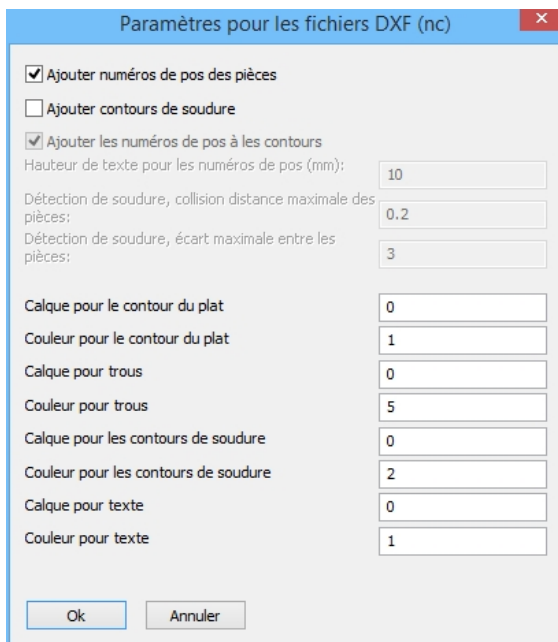 Paramètres pour les fichiers DXF (nc)
Ajouter numéros de pos des pièces
Ajouter contours de soudure
Ajouter les numéros de pos à les contours
Hauteur de texte pour les numéros de pos (mm): 10
Détection de soudure, collision distance maximale des
pièces: 0.2
Détection de soudure, écart maximale entre les
pièces: 3
Calque pour le contour du plat 0
Couleur pour le contour du plat 1
Calque pour trous 0
Couleur pour trous 5
Calque pour les contours de soudure 0
Couleur pour les contours de soudure 2
Calque pour texte 0
Couleur pour texte 1
Ok Annuler